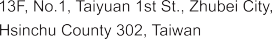 13F, No.1, Taiyuan 1st St., Zhubei City,
Hsinchu County 302, Taiwan